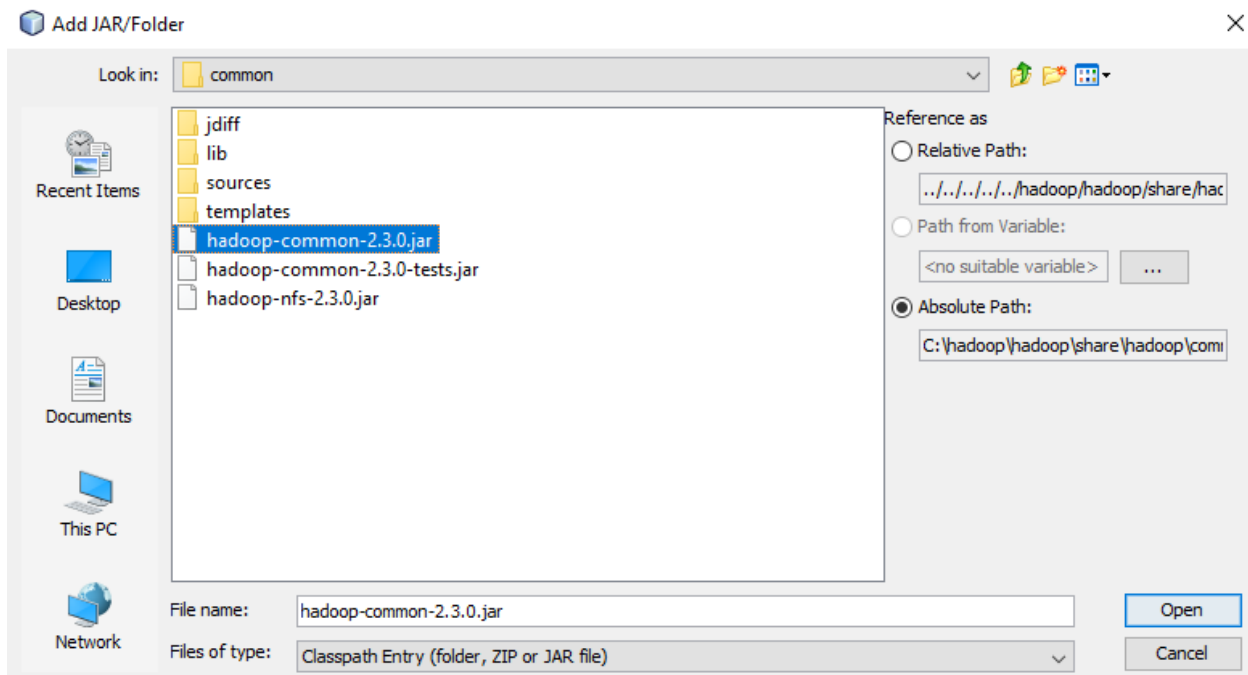 Add JAR/Folder
Look in: common
jdiff
lib
sources
templates
hadoop-common-2.3.0.jar
hadoop-common-2.3.0-tests.jar
hadoop-nfs-2.3.0.jar
Recent Items
Desktop
Documents
This PC
Network
Reference as
Relative Path:
../../../../../hadoop/hadoop/share/hac
Path from Variable:
<no suitable variable> ...
Absolute Path:
C:\hadoop\hadoop\share\hadoop\com
File name: hadoop-common-2.3.0.jar Open
Files of type: Classpath Entry (folder, ZIP or JAR file) Cancel